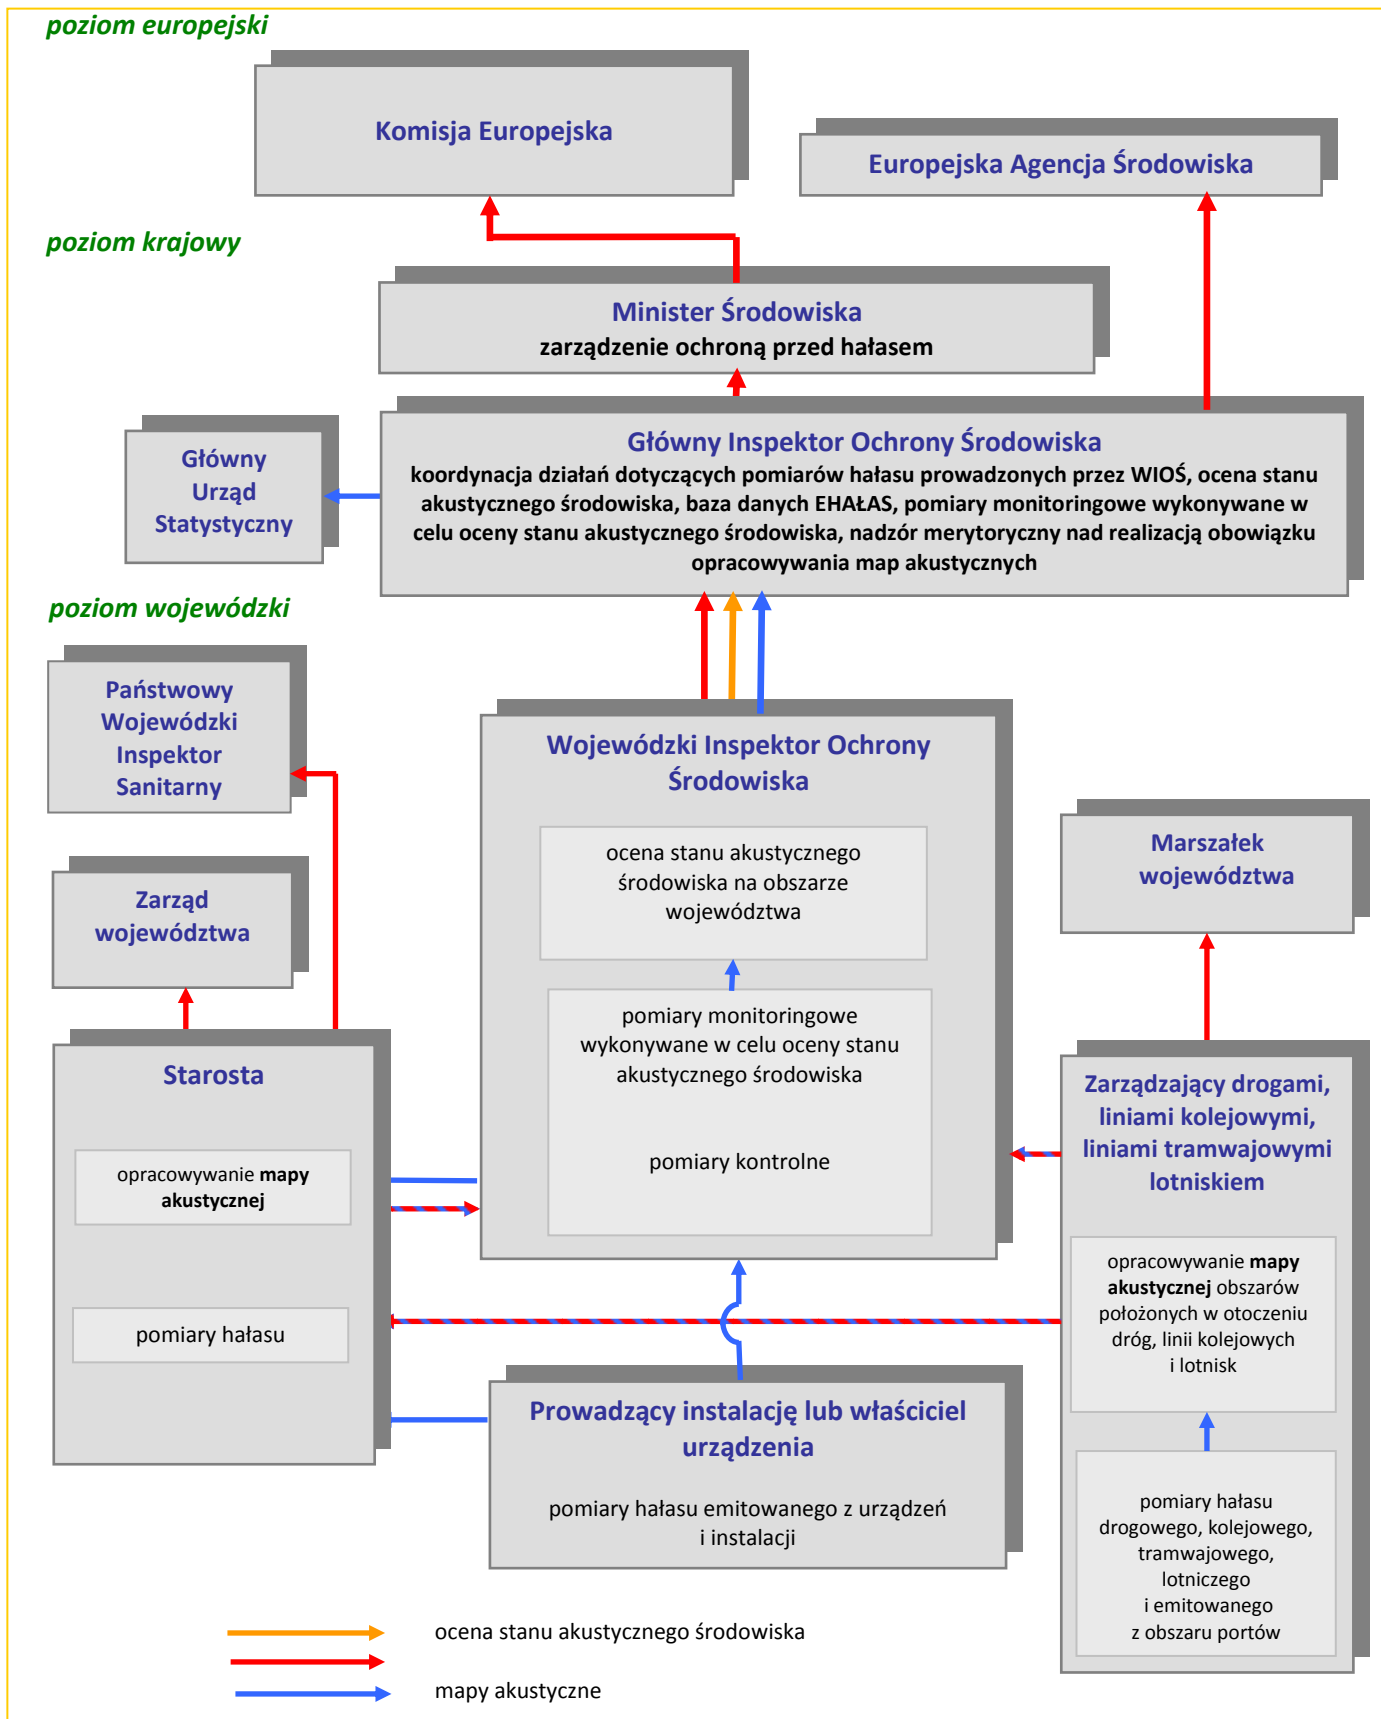 poziom europejski
Komisja Europejska
Europejska Agencja Środowiska
poziom krajowy
Minister Środowiska
zarządzenie ochroną przed hałasem
Główny
Urząd
Statystyczny
Główny Inspektor Ochrony Środowiska
koordynacja działań dotyczących pomiarów hałasu prowadzonych przez WIOŚ, ocena stanu
akustycznego środowiska, baza danych EHAŁAS, pomiary monitoringowe wykonywane w
celu oceny stanu akustycznego środowiska, nadzór merytoryczny nad realizacją obowiązku
opracowywania map akustycznych
poziom wojewódzki
Państwowy
Wojewódzki
Inspektor
Sanitarny
Zarząd
województwa
Wojewódzki Inspektor Ochrony
Środowiska
ocena stanu akustycznego
środowiska na obszarze
województwa
pomiary monitoringowe
wykonywane w celu oceny stanu
akustycznego środowiska
pomiary kontrolne
Marszałek
województwa
Starosta
opracowywanie mapy
akustycznej
pomiary hałasu
Zarządzający drogami,
liniami kolejowymi,
liniami tramwajowymi
lotniskiem
opracowywanie mapy
akustycznej obszarów
położonych w otoczeniu
dróg, linii kolejowych
i lotnisk
pomiary hałasu
drogowego, kolejowego,
tramwajowego,
lotniczego
i emitowanego
z obszaru portów
Prowadzący instalację lub właściciel
urządzenia
pomiary hałasu emitowanego z urządzeń
i instalacji
ocena stanu akustycznego środowiska
mapy akustyczne